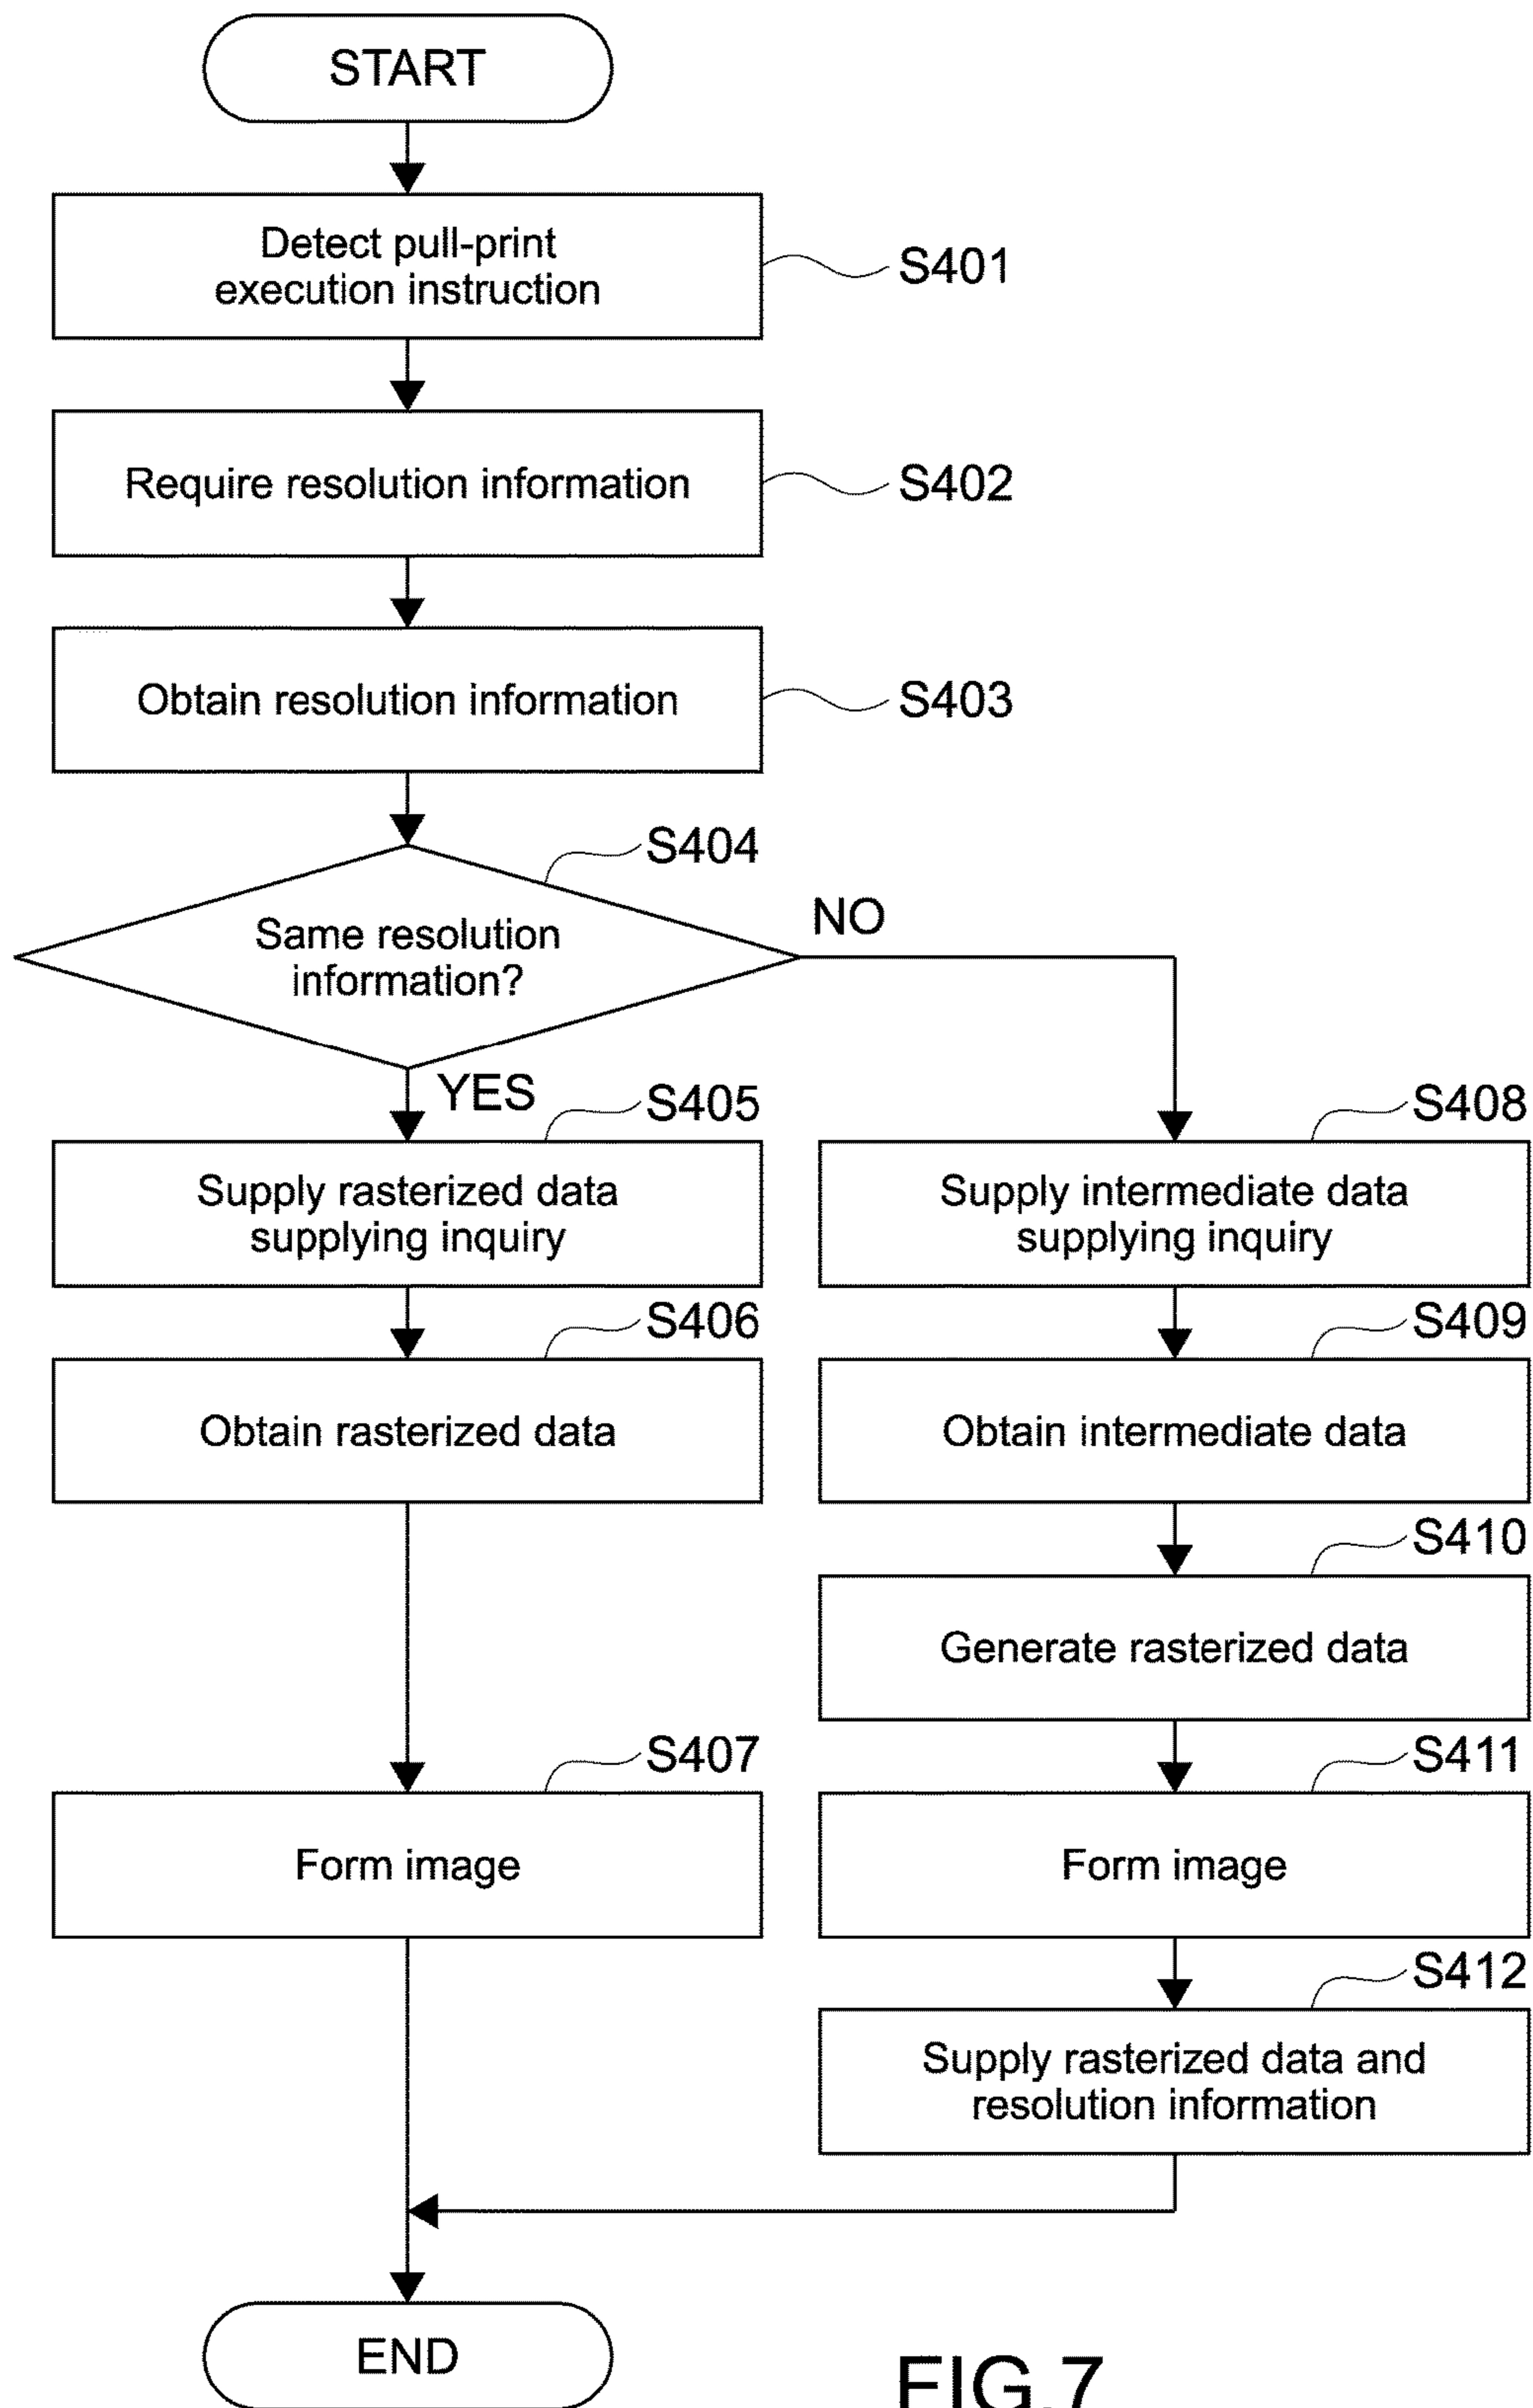 START
Detect pull-print
execution instruction
S401
Require resolution information
S402
Obtain resolution information
S403
S404
Same resolution
information?
NO
YES
S405
Supply rasterized data
supplying inquiry
S406
Obtain rasterized data
S407
Form image
S408
Supply intermediate data
supplying inquiry
S409
Obtain intermediate data
S410
Generate rasterized data
S411
Form image
S412
Supply rasterized data and
resolution information
END
FIG.7